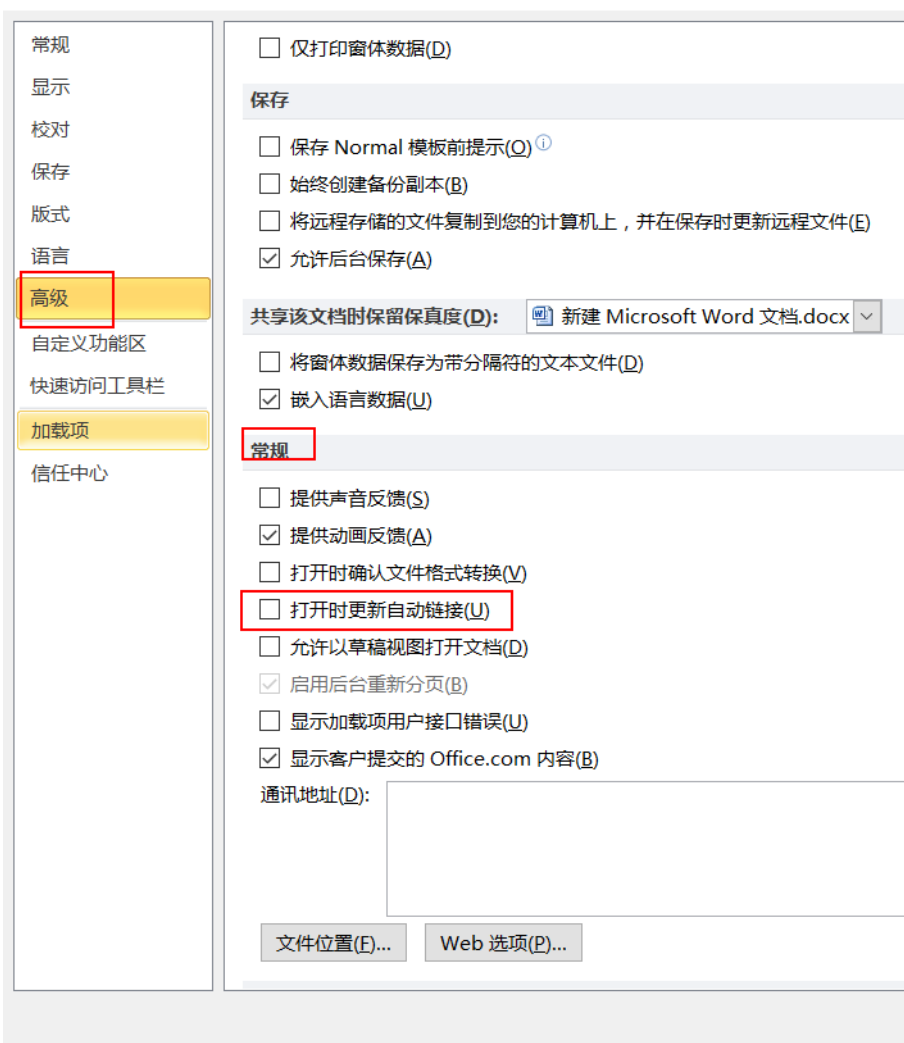 常规
显示
校对
保存
版式
语言
高级
自定义功能区
快速访问工具栏
加载项
信任中心
仅打印窗体数据(D)
保存
保存 Normal 模板前提示(O)
始终创建备份副本(B)
将远程存储的文件复制到您的计算机上，并在保存时更新远程文件(E)
允许后台保存(A)
共享该文档时保留保真度(D): 新建 Microsoft Word 文档.docx
将窗体数据保存为带分隔符的文本文件(D)
嵌入语言数据(U)
常规
提供声音反馈(S)
提供动画反馈(A)
打开时确认文件格式转换(V)
打开时更新自动链接(U)
允许以草稿视图打开文档(D)
启用后台重新分页(B)
显示加载项用户接口错误(U)
显示客户提交的 Office.com 内容(B)
通讯地址(D):
文件位置(F)... Web 选项(P)...